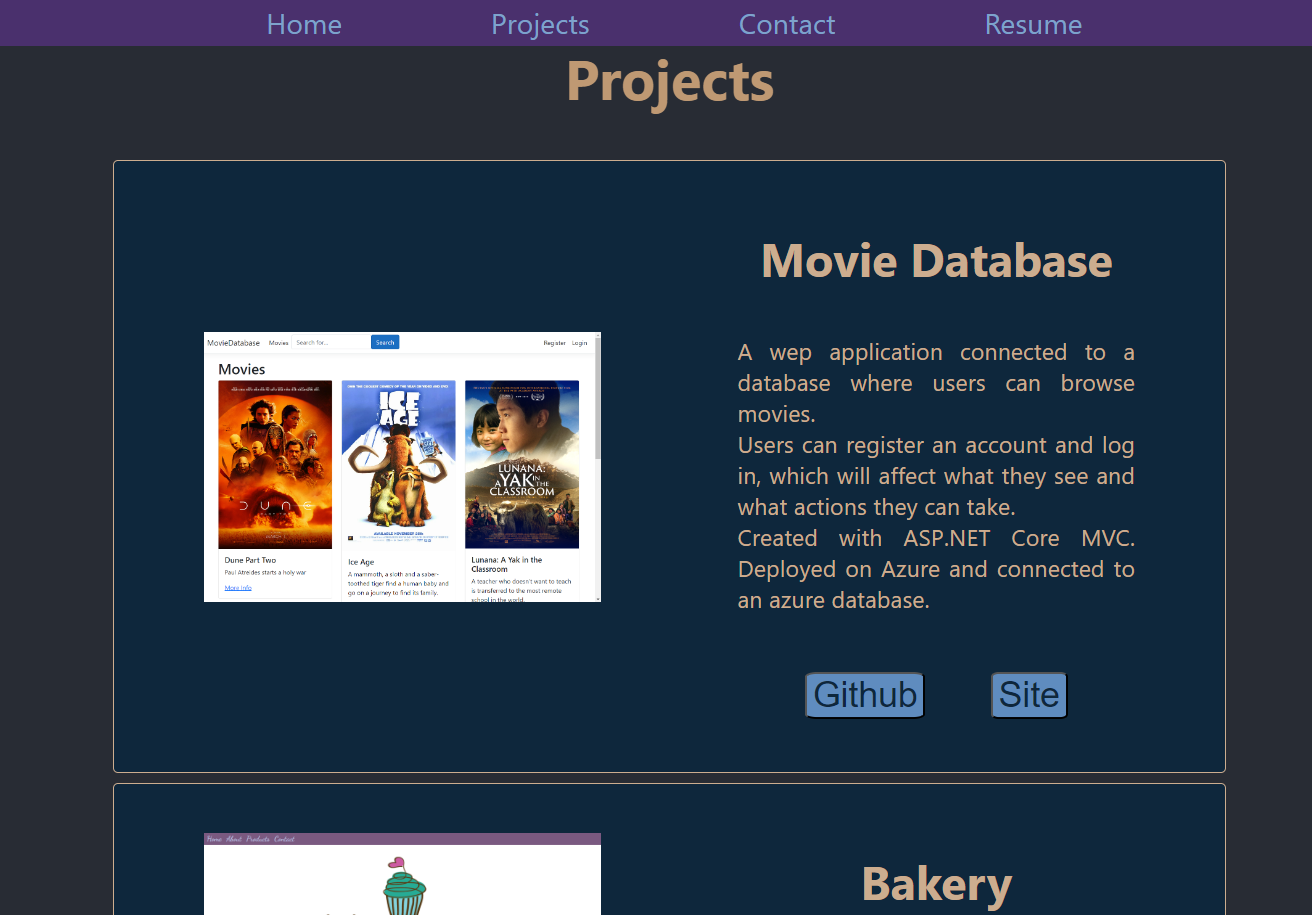 Home Projects Contact Resume
Projects
Movie Database
A wep application connected to a
database where users can browse
movies.
Users can register an account and log
in, which will affect what they see and
what actions they can take.
Created with ASP.NET Core MVC.
Deployed on Azure and connected to
an azure database.
Github Site
MovieDatabase Movies Search for... Search Register Login
Movies
ICE
AGE
DUNE
LUNANA:
A YAK IN THE
CLASSROOM
Dune Part Two
Paul Atreides starts a holy war
More Info
Ice Age
A mammoth, a sloth and a saber-
toothed tiger find a human baby and
go on a journey to find its family.
Lunana: A Yak in the
Classroom
A teacher who doesn't want to teach
is transferred to the most remote
school in the world.
Home About Products Contact
Bakery